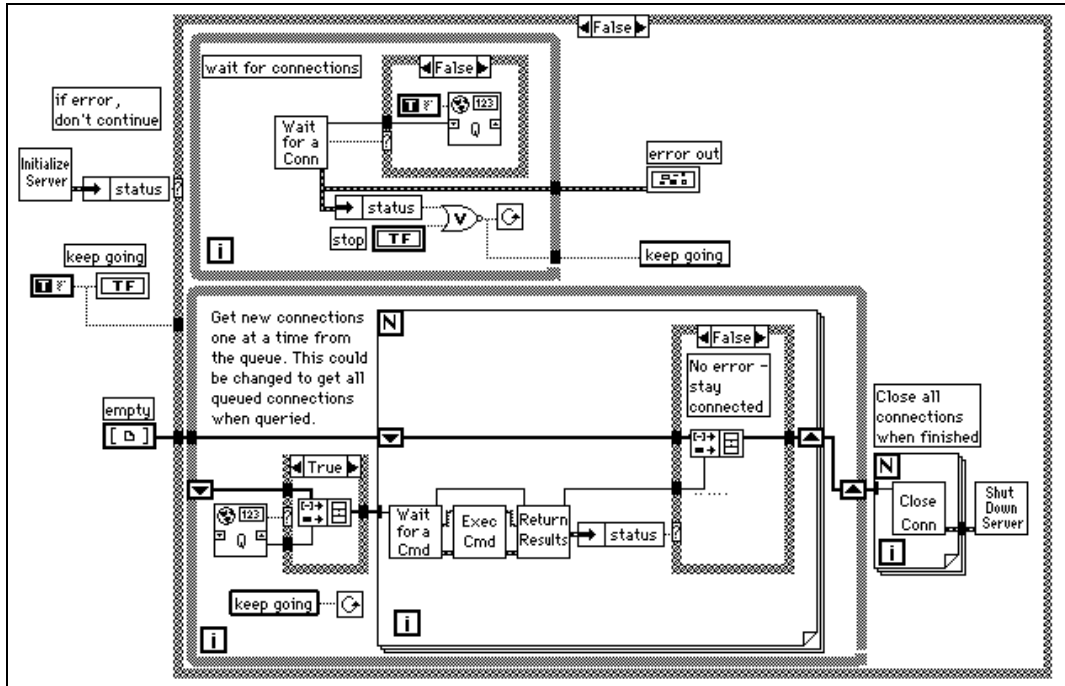 False
wait for connections
False
if error,
don't continue
T F
123
Q
Wait
for a
Conn
error out
Initialize
Server
status
status
V
stop
TF
i
keep going
keep going
T F
TF
Get new connections
one at a time from
the queue. This could
be changed to get all
queued connections
when queried.
N
False
No error -
stay
connected
empty
Close all
connections
when finished
True
N
123
Q
Wait
for a
Cmd
Exec
Cmd
Return
Results
status
Close
Conn
Shut
Down
Server
i
keep going
i
i